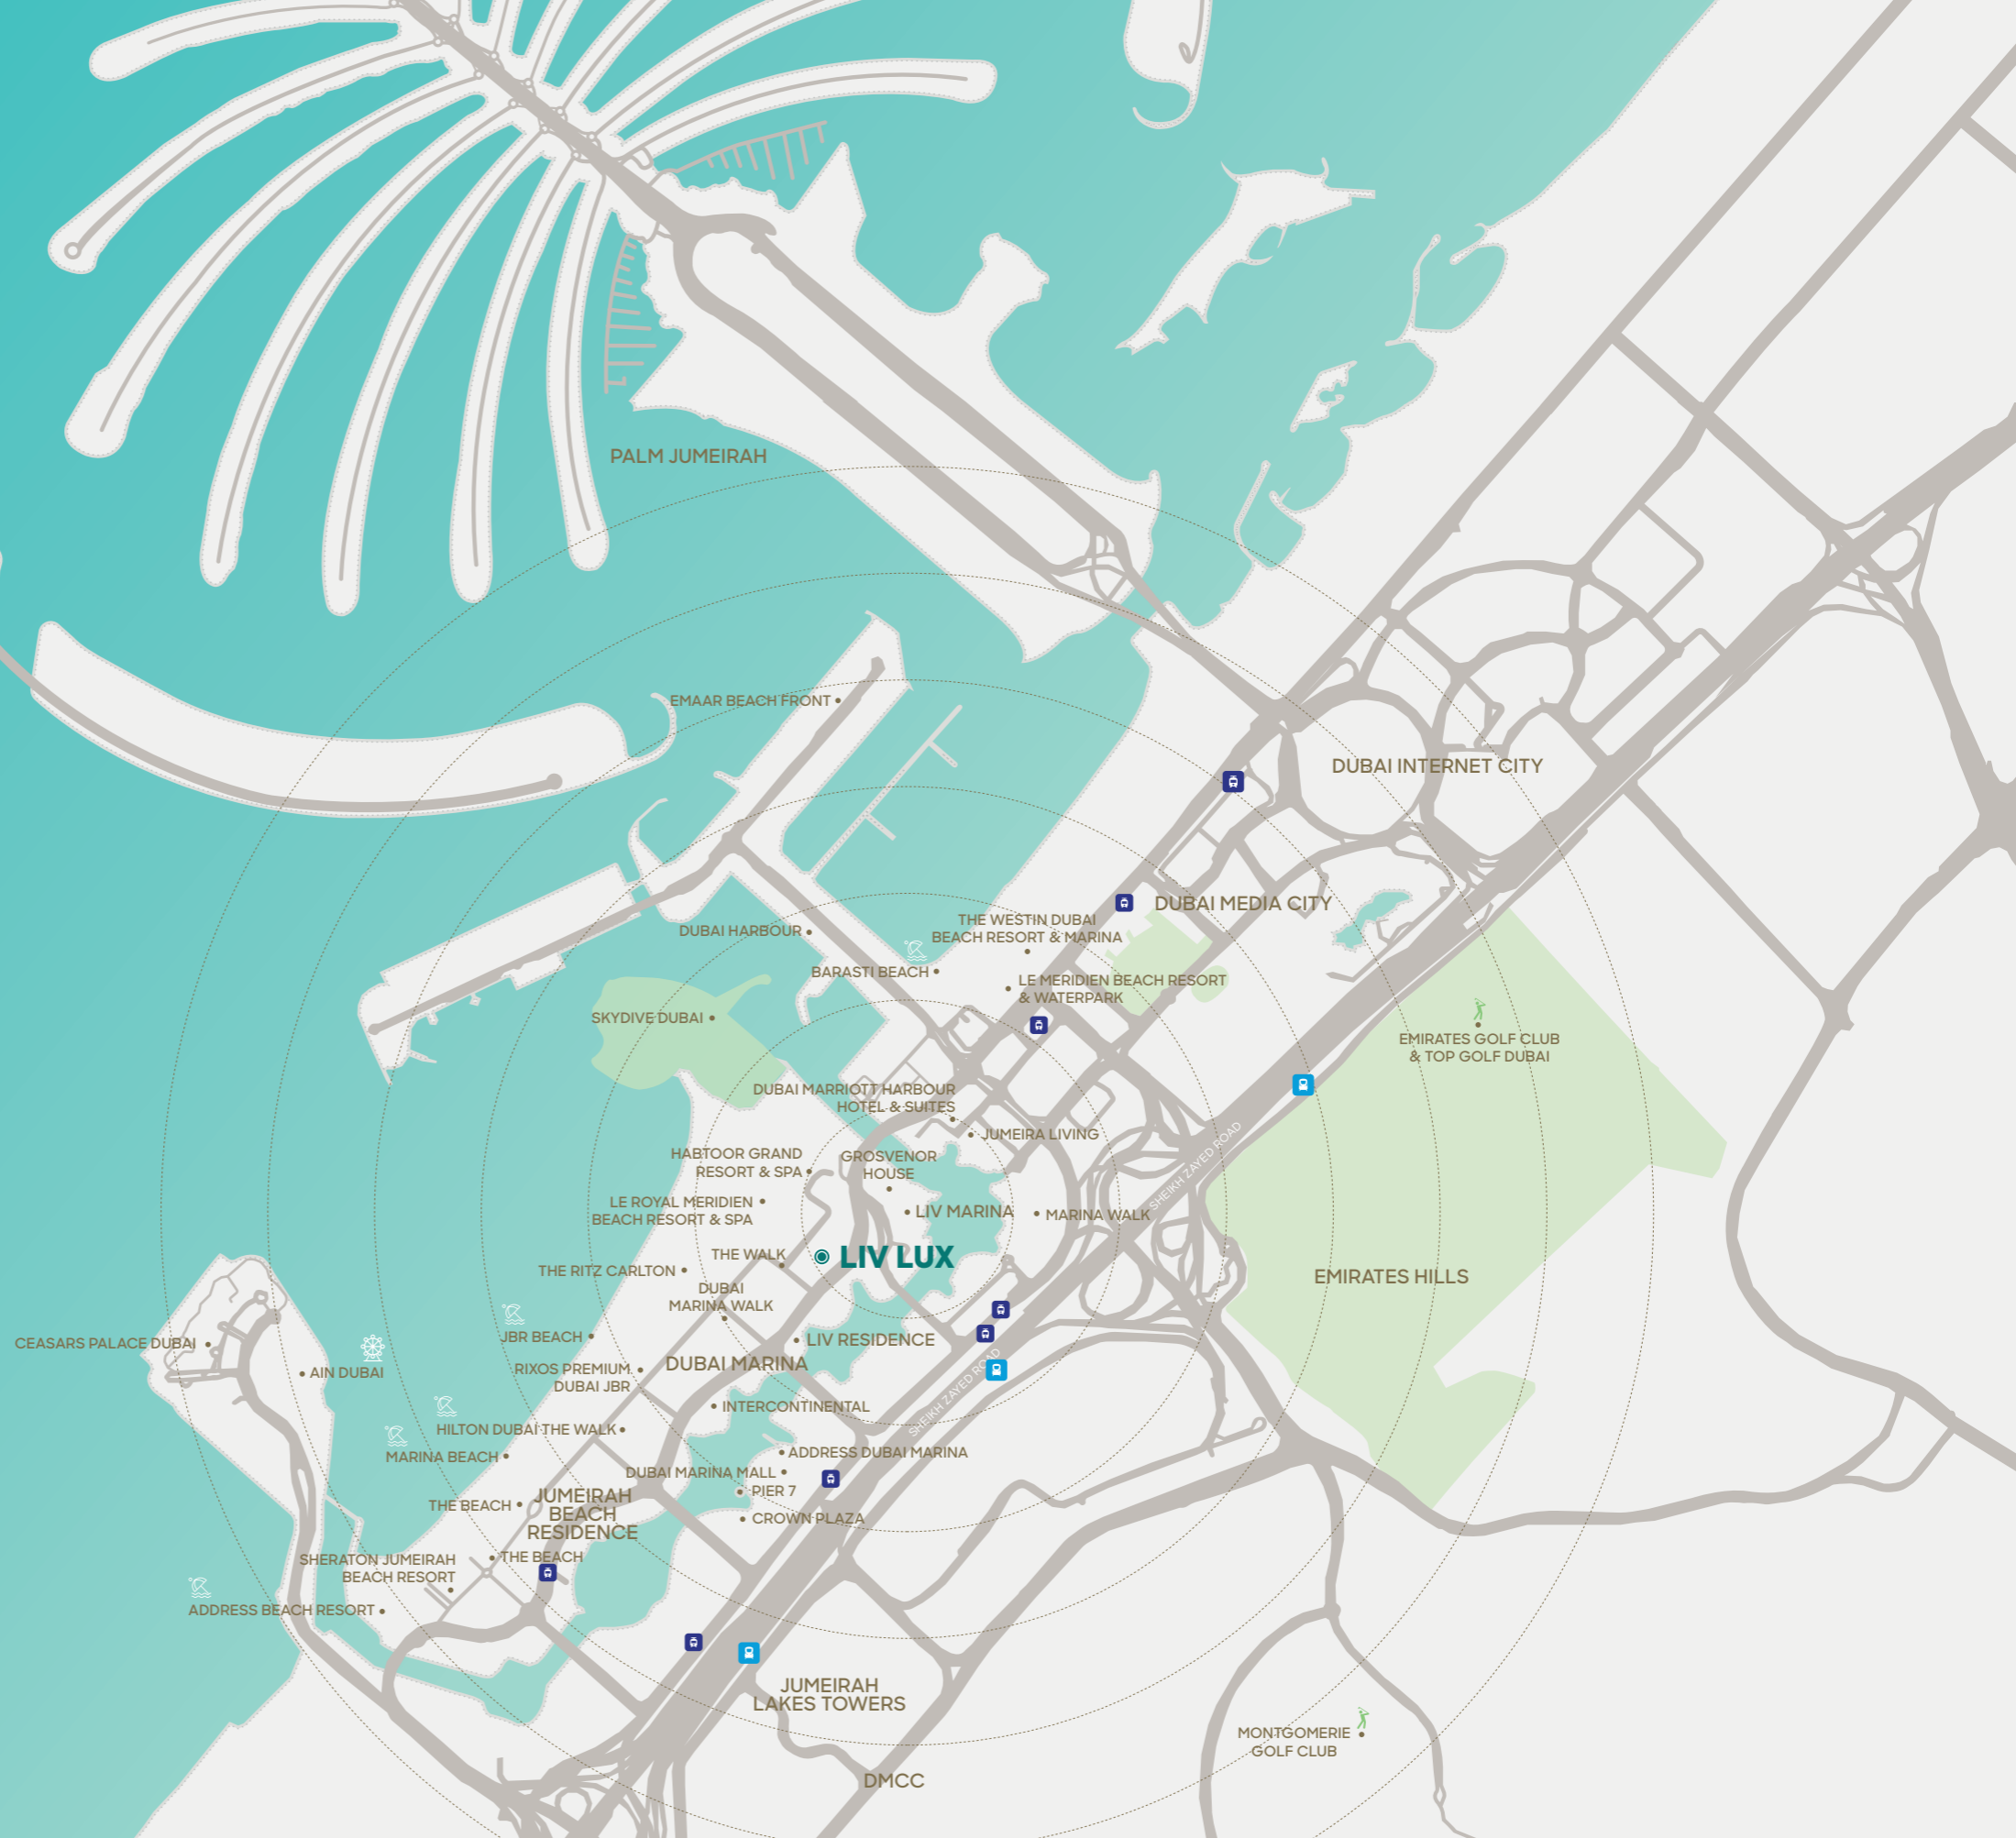 PALM JUMEIRAH
EMAAR BEACH FRONT
DUBAI INTERNET CITY
DUBAI MEDIA CITY
THE WESTIN DUBAI
BEACH RESORT & MARINA
DUBAI HARBOUR
BARASTI BEACH
LE MERIDIEN BEACH RESORT
& WATERPARK
SKYDIVE DUBAI
EMIRATES GOLF CLUB
& TOP GOLF DUBAI
DUBAI MARRIOTT HARBOUR
HOTEL & SUITES
JUMEIRA LIVING
SHEIKH ZAYED ROAD
HABTOOR GRAND
RESORT & SPA
GROSVENOR
HOUSE
LE ROYAL MERIDIEN
BEACH RESORT & SPA
LIV MARINA
MARINA WALK
THE WALK
LIV LUX
THE RITZ CARLTON
EMIRATES HILLS
DUBAI
MARINA WALK
JBR BEACH
LIV RESIDENCE
CEASARS PALACE DUBAI
AIN DUBAI
RIXOS PREMIUM
DUBAI JBR
DUBAI MARINA
SHEIKH ZAYED ROAD
INTERCONTINENTAL
HILTON DUBAI THE WALK
MARINA BEACH
ADDRESS DUBAI MARINA
DUBAI MARINA MALL
PIER 7
THE BEACH
JUMEIRAH
BEACH
RESIDENCE
CROWN PLAZA
THE BEACH
SHERATON JUMEIRAH
BEACH RESORT
ADDRESS BEACH RESORT
JUMEIRAH
LAKES TOWERS
MONTGOMERIE
GOLF CLUB
DMCC